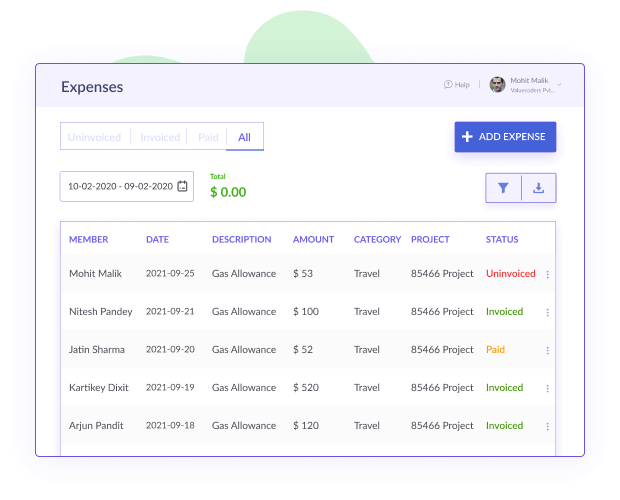 Expenses
Help
Mohit Malik
Valuecoders Pvt...
Uninvoiced Invoiced Paid All
ADD EXPENSE
10-02-2020 - 09-02-2020
Total
$ 0.00
MEMBER DATE DESCRIPTION AMOUNT CATEGORY PROJECT STATUS
Mohit Malik 2021-09-25 Gas Allowance $ 53 Travel 85466 Project Uninvoiced
Nitesh Pandey 2021-09-21 Gas Allowance $ 100 Travel 85466 Project Invoiced
Jatin Sharma 2021-09-20 Gas Allowance $ 52 Travel 85466 Project Paid
Kartikey Dixit 2021-09-19 Gas Allowance $ 520 Travel 85466 Project Invoiced
Arjun Pandit 2021-09-18 Gas Allowance $ 120 Travel 85466 Project Invoiced